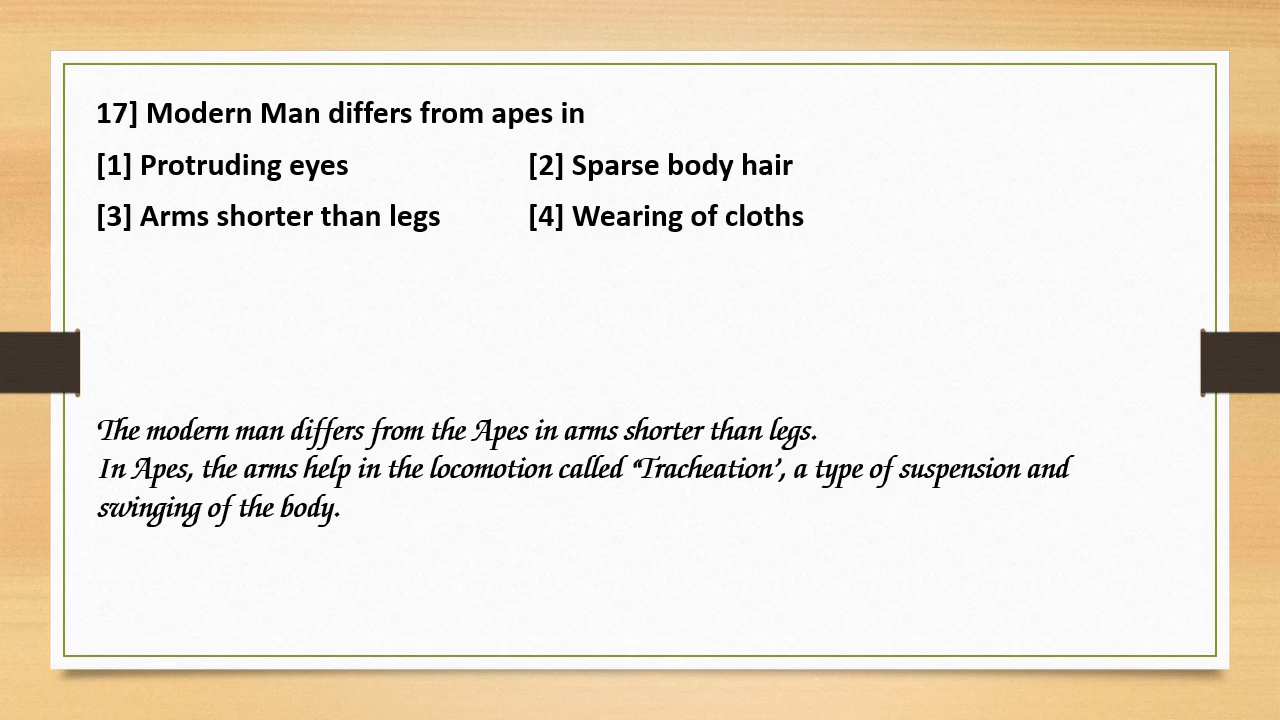 17] Modern Man differs from apes in
[1] Protruding eyes [2] Sparse body hair
[3] Arms shorter than legs [4] Wearing of cloths
The modern man differs from the Apes in arms shorter than legs.
In Apes, the arms help in the locomotion called “Tracheation’, a type of suspension and
swinging of the body.